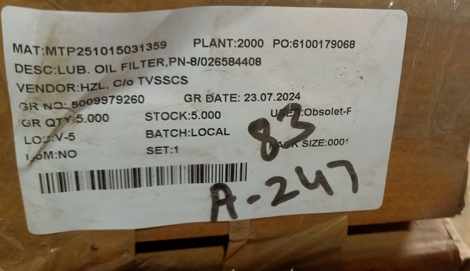 MAT:MTP251015031359 PLANT:2000 PO:6100179068
DESC:LUB. OIL FILTER,PN-8/026584408
VENDOR:HZL. C/o TVSSCS
GR NO: 5009979260 GR DATE: 23.07.2024
GR QTY:5.000 STOCK:5.000 USER:Obsolet-F
LOC:V-5 BATCH:LOCAL PACK SIZE:0001
NO SET:1
83
A-247